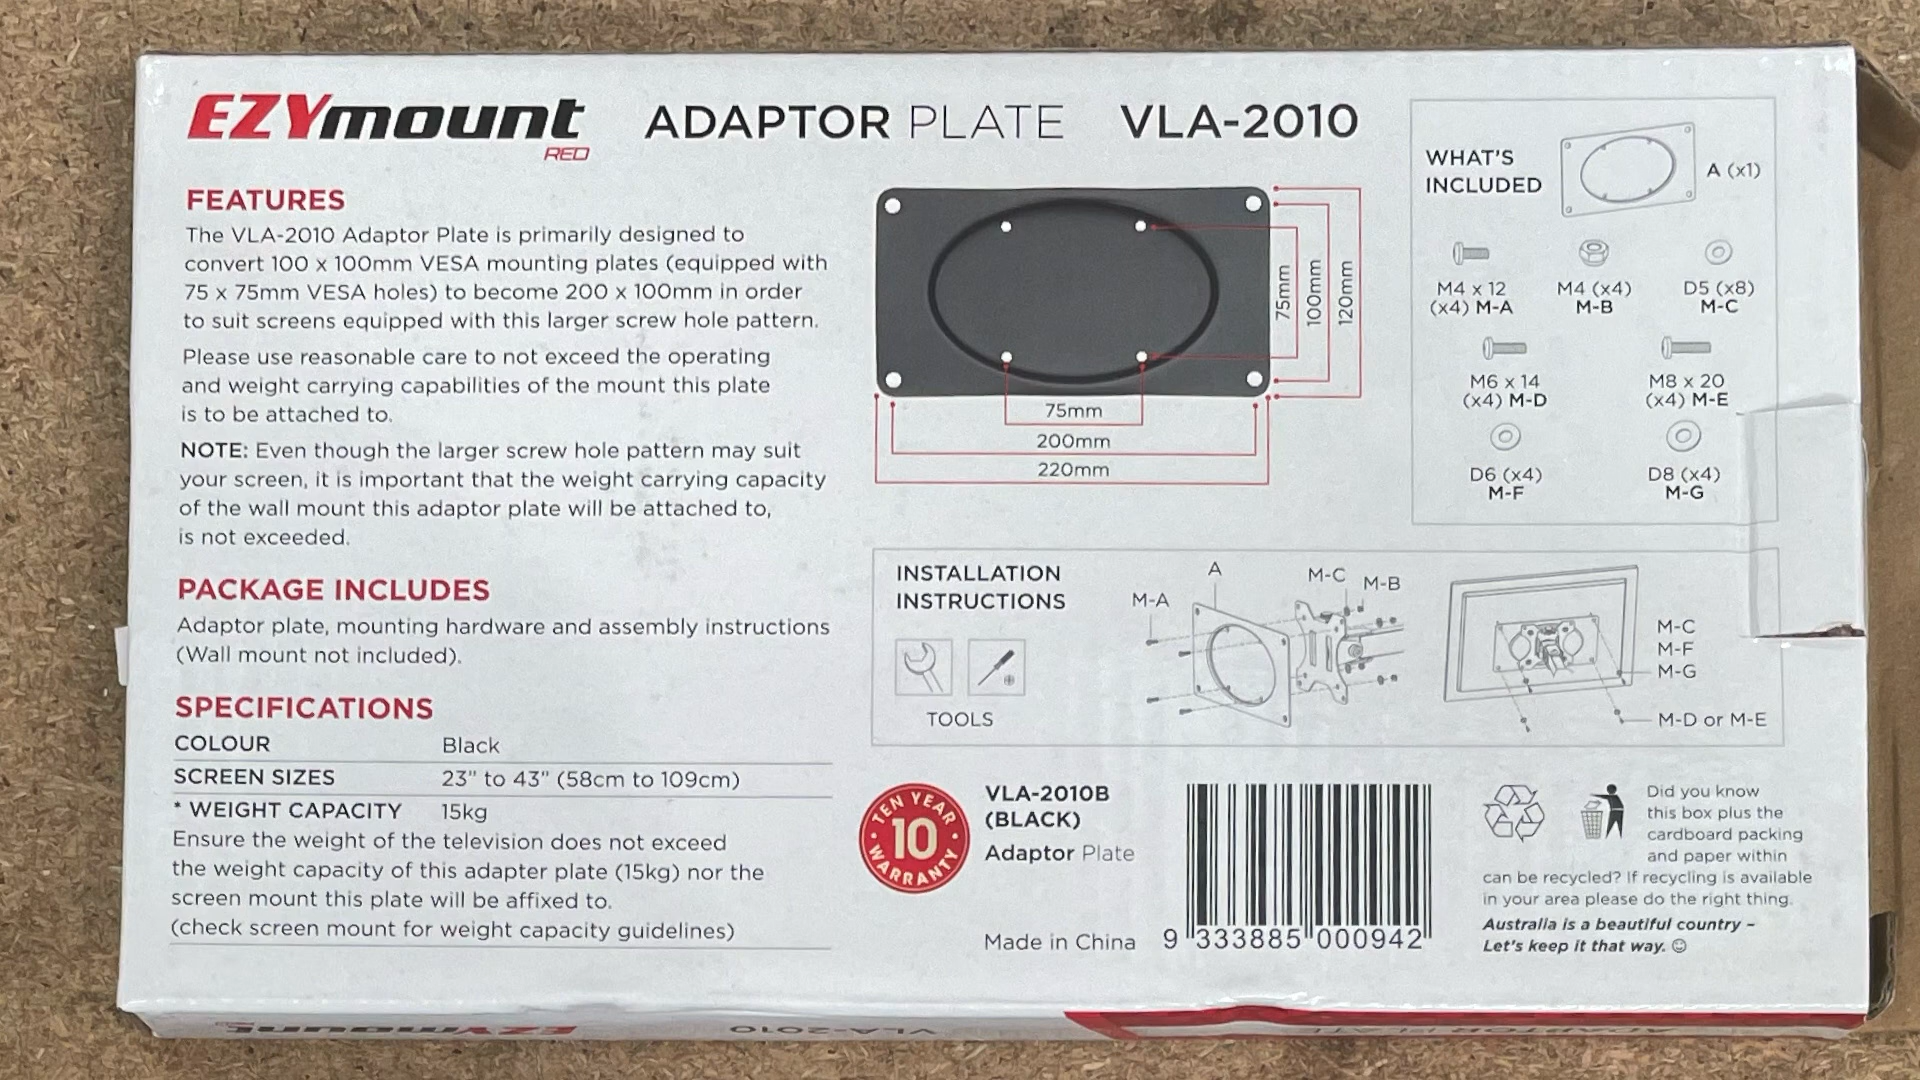 EZYmount
RED
ADAPTOR PLATE VLA-2010
FEATURES
The VLA-2010 Adaptor Plate is primarily designed to
convert 100 x 100mm VESA mounting plates (equipped with
75 x 75mm VESA holes) to become 200 x 100mm in order
to suit screens equipped with this larger screw hole pattern.
Please use reasonable care to not exceed the operating
and weight carrying capabilities of the mount this plate
is to be attached to.
NOTE: Even though the larger screw hole pattern may suit
your screen, it is important that the weight carrying capacity
of the wall mount this adaptor plate will be attached to,
is not exceeded.
PACKAGE INCLUDES
Adaptor plate, mounting hardware and assembly instructions
(Wall mount not included).
SPECIFICATIONS
COLOUR Black
SCREEN SIZES 23" to 43" (58cm to 109cm)
* WEIGHT CAPACITY 15kg
Ensure the weight of the television does not exceed
the weight capacity of this adapter plate (15kg) nor the
screen mount this plate will be affixed to.
(check screen mount for weight capacity guidelines)
75mm
100mm
120mm
75mm
200mm
220mm
WHAT'S
INCLUDED
A (x1)
M4 x 12
(x4) M-A
M4 (x4)
M-B
D5 (x8)
M-C
M6 x 14
(x4) M-D
M8 x 20
(x4) M-E
D6 (x4)
M-F
D8 (x4)
M-G
INSTALLATION
INSTRUCTIONS
TOOLS
M-A
A
M-C
M-B
M-C
M-F
M-G
M-D or M-E
TEN YEAR
10
WARRANTY
VLA-2010B
(BLACK)
Adaptor Plate
Made in China
9 333885 000942
Did you know
this box plus the
cardboard packing
and paper within
can be recycled? If recycling is available
in your area please do the right thing.
Australia is a beautiful country –
Let's keep it that way. ☺
EZYmount
VLA-2010
ADAPTOR PLATE